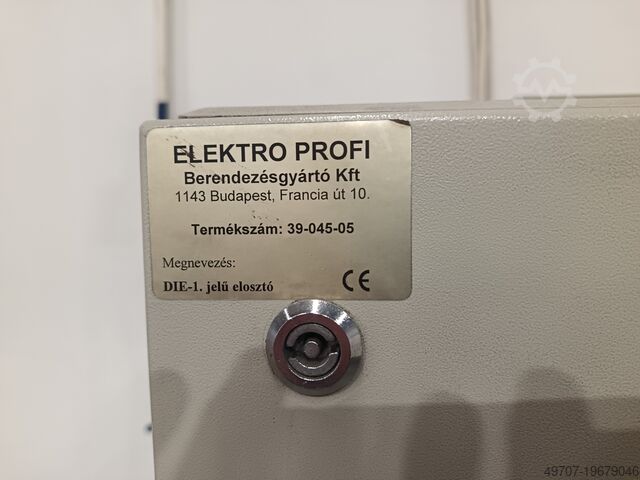 ELEKTRO PROFI
Berendezésgyártó Kft
1143 Budapest, Francia út 10.
Termékszám: 39-045-05
Megnevezés:
DIE-1. jelű elosztó
CE
49707-19679046